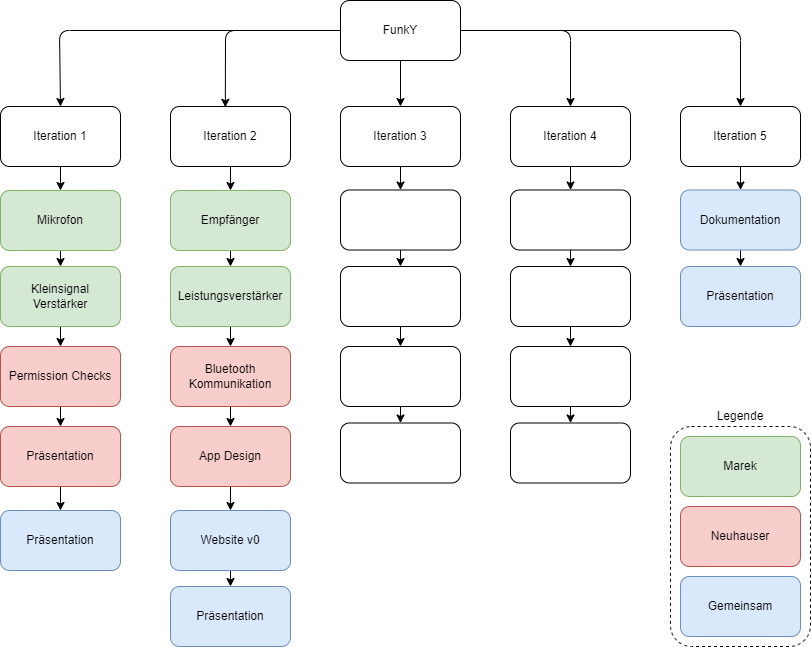 FunkY
Iteration 1
Iteration 2
Iteration 3
Iteration 4
Iteration 5
Mikrofon
Empfänger
Dokumentation
Kleinsignal
Verstärker
Leistungsverstärker
Präsentation
Permission Checks
Bluetooth
Kommunikation
Präsentation
App Design
Präsentation
Website v0
Präsentation
Legende
Marek
Neuhauser
Gemeinsam